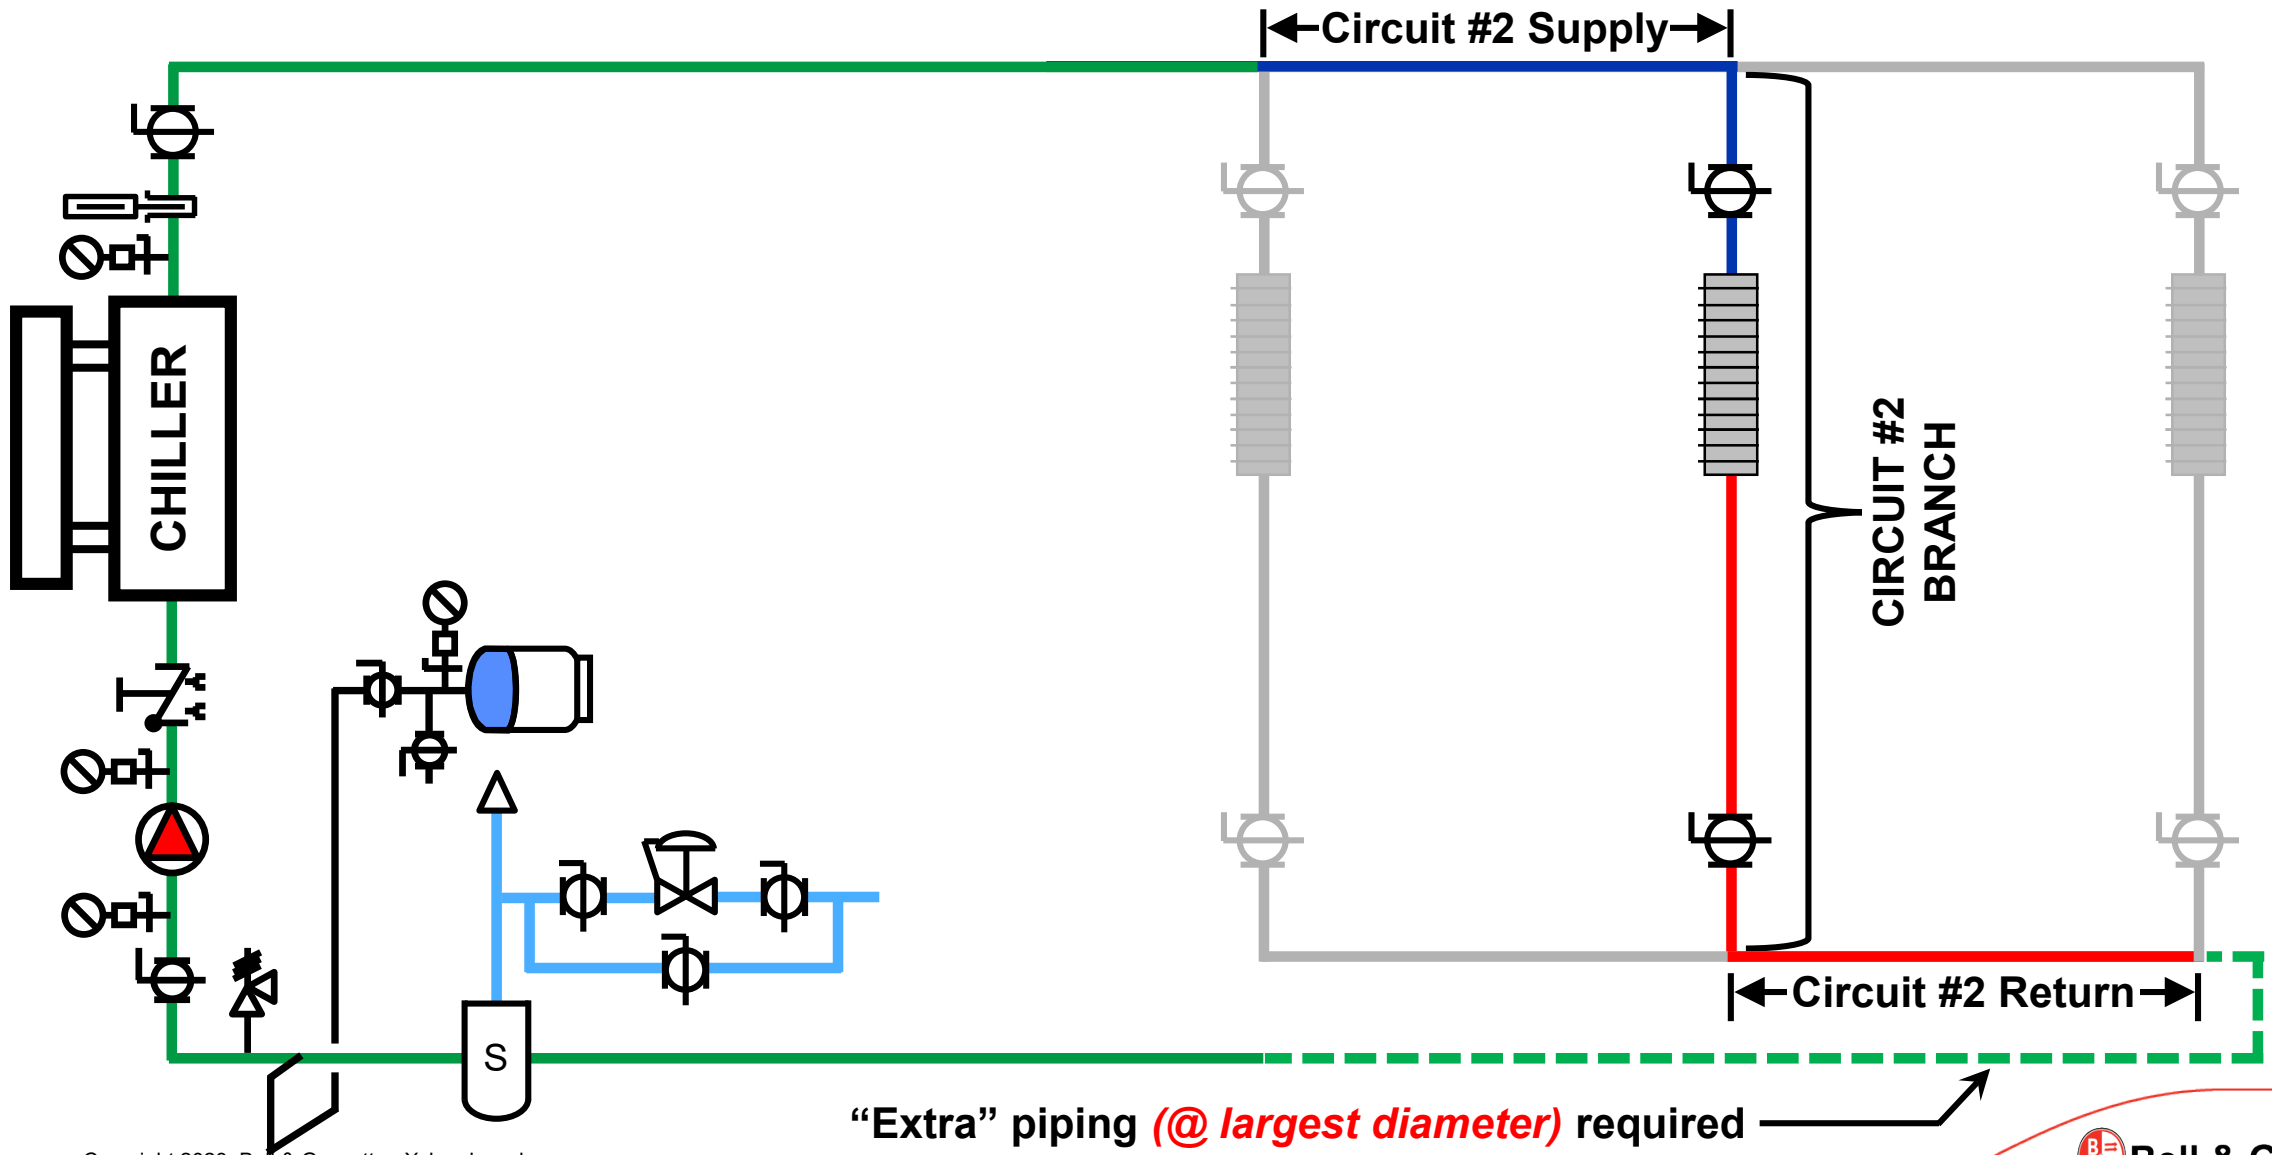 Circuit #2 Supply
CHILLER
CIRCUIT #2
BRANCH
Circuit #2 Return
S
“Extra” piping (@ largest diameter) required
B